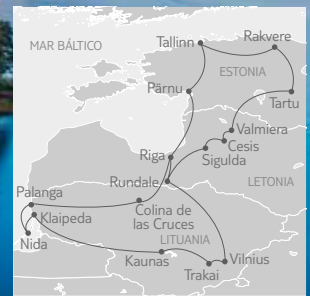 MAR BÁLTICO
Tallinn
Rakvere
ESTONIA
Pärnu
Tartu
Valmiera
Cesis
Sigulda
Riga
LETONIA
Rundale
Palanga
Colina de
las Cruces
Klaipeda
LITUANIA
Nida
Kaunas
Vilnius
Trakai